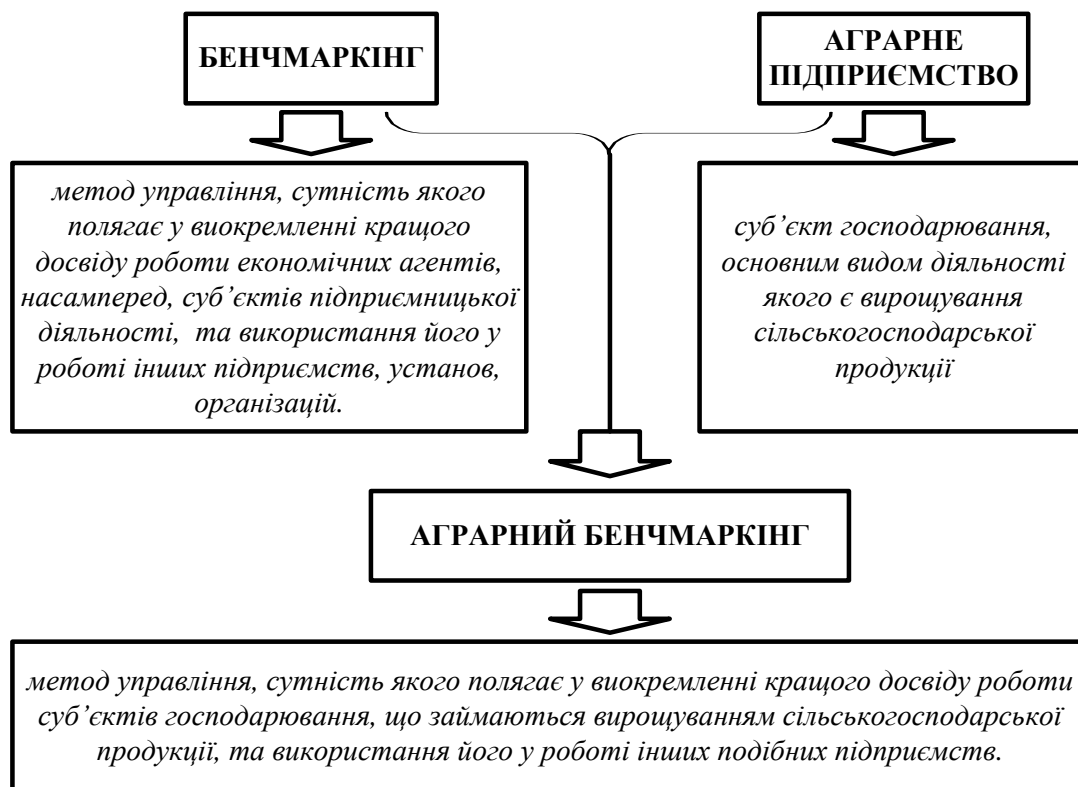 БЕНЧМАРКІНГ
АГРАРНЕ
ПІДПРИЄМСТВО
метод управління, сутність якого
полягає у виокремленні кращого
досвіду роботи економічних агентів,
насамперед, суб’єктів підприємницької
діяльності, та використання його у
роботі інших підприємств, установ,
організацій.
суб’єкт господарювання,
основним видом діяльності
якого є вирощування
сільськогосподарської
продукції
АГРАРНИЙ БЕНЧМАРКІНГ
метод управління, сутність якого полягає у виокремленні кращого досвіду роботи
суб’єктів господарювання, що займаються вирощуванням сільськогосподарської
продукції, та використання його у роботі інших подібних підприємств.